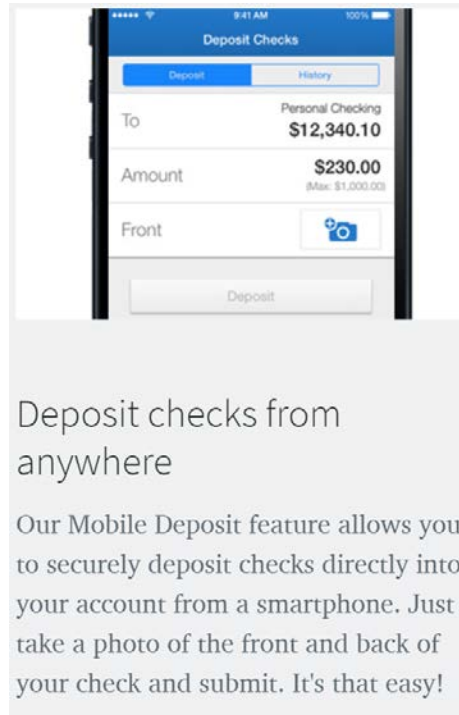 9:41 AM 100%
Deposit Checks
Deposit History
To Personal Checking
$12,340.10
Amount $230.00
(Max: $1,000.00)
Front
Deposit
Deposit checks from
anywhere
Our Mobile Deposit feature allows you
to securely deposit checks directly into
your account from a smartphone. Just
take a photo of the front and back of
your check and submit. It's that easy!